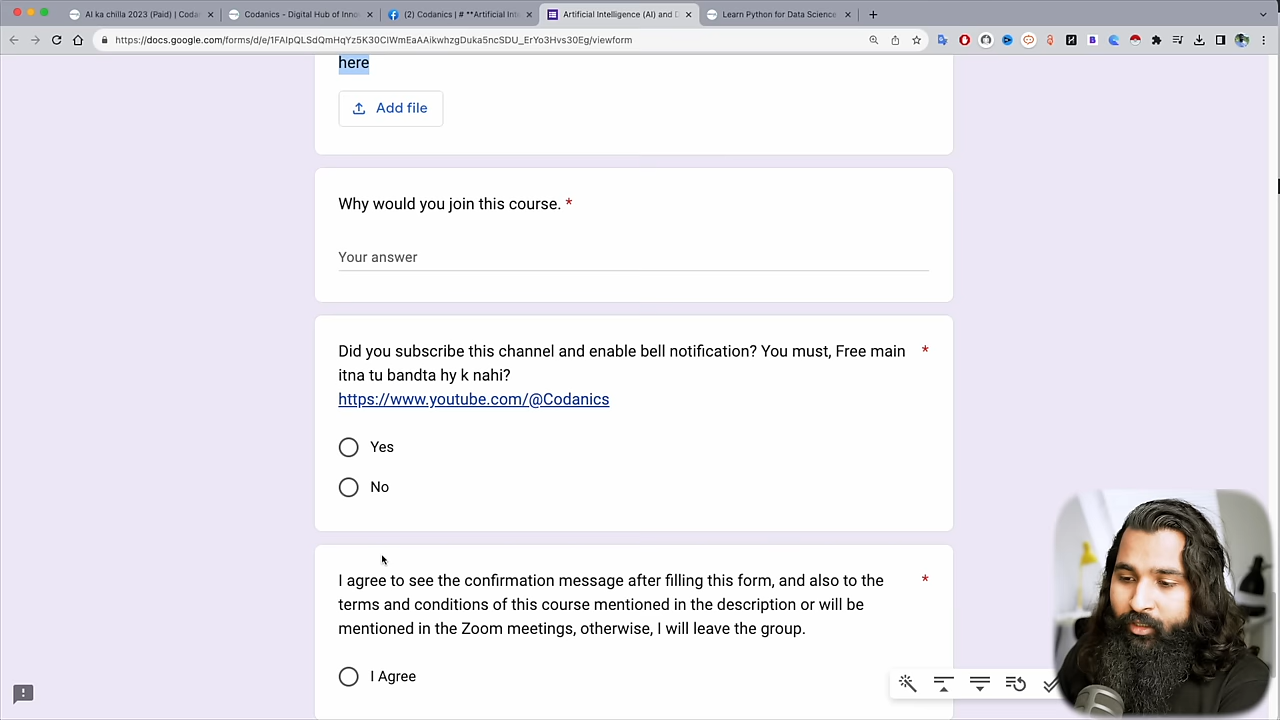 AI ka chilla 2023 (Paid) | Coda
Codanics - Digital Hub of Inno
(2) Codanics | # **Artificial Int
Artificial Intelligence (AI) and D
Learn Python for Data Science
https://docs.google.com/forms/d/e/1FAIpQLSdQmHqYz5K30CIWmEaAAikwhzgDuka5ncSDU_ErYo3Hvs30Eg/viewform
here
Add file
Why would you join this course. *
Your answer
Did you subscribe this channel and enable bell notification? You must, Free main *
itna tu bandta hy k nahi?
https://www.youtube.com/@Codanics
Yes
No
I agree to see the confirmation message after filling this form, and also to the *
terms and conditions of this course mentioned in the description or will be
mentioned in the Zoom meetings, otherwise, I will leave the group.
I Agree